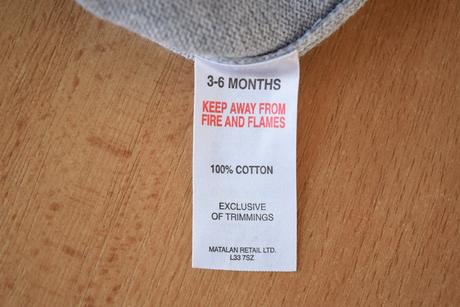 3-6 MONTHS
KEEP AWAY FROM
FIRE AND FLAMES
100% COTTON
EXCLUSIVE
OF TRIMMINGS
MATALAN RETAIL LTD.
L33 7SZ